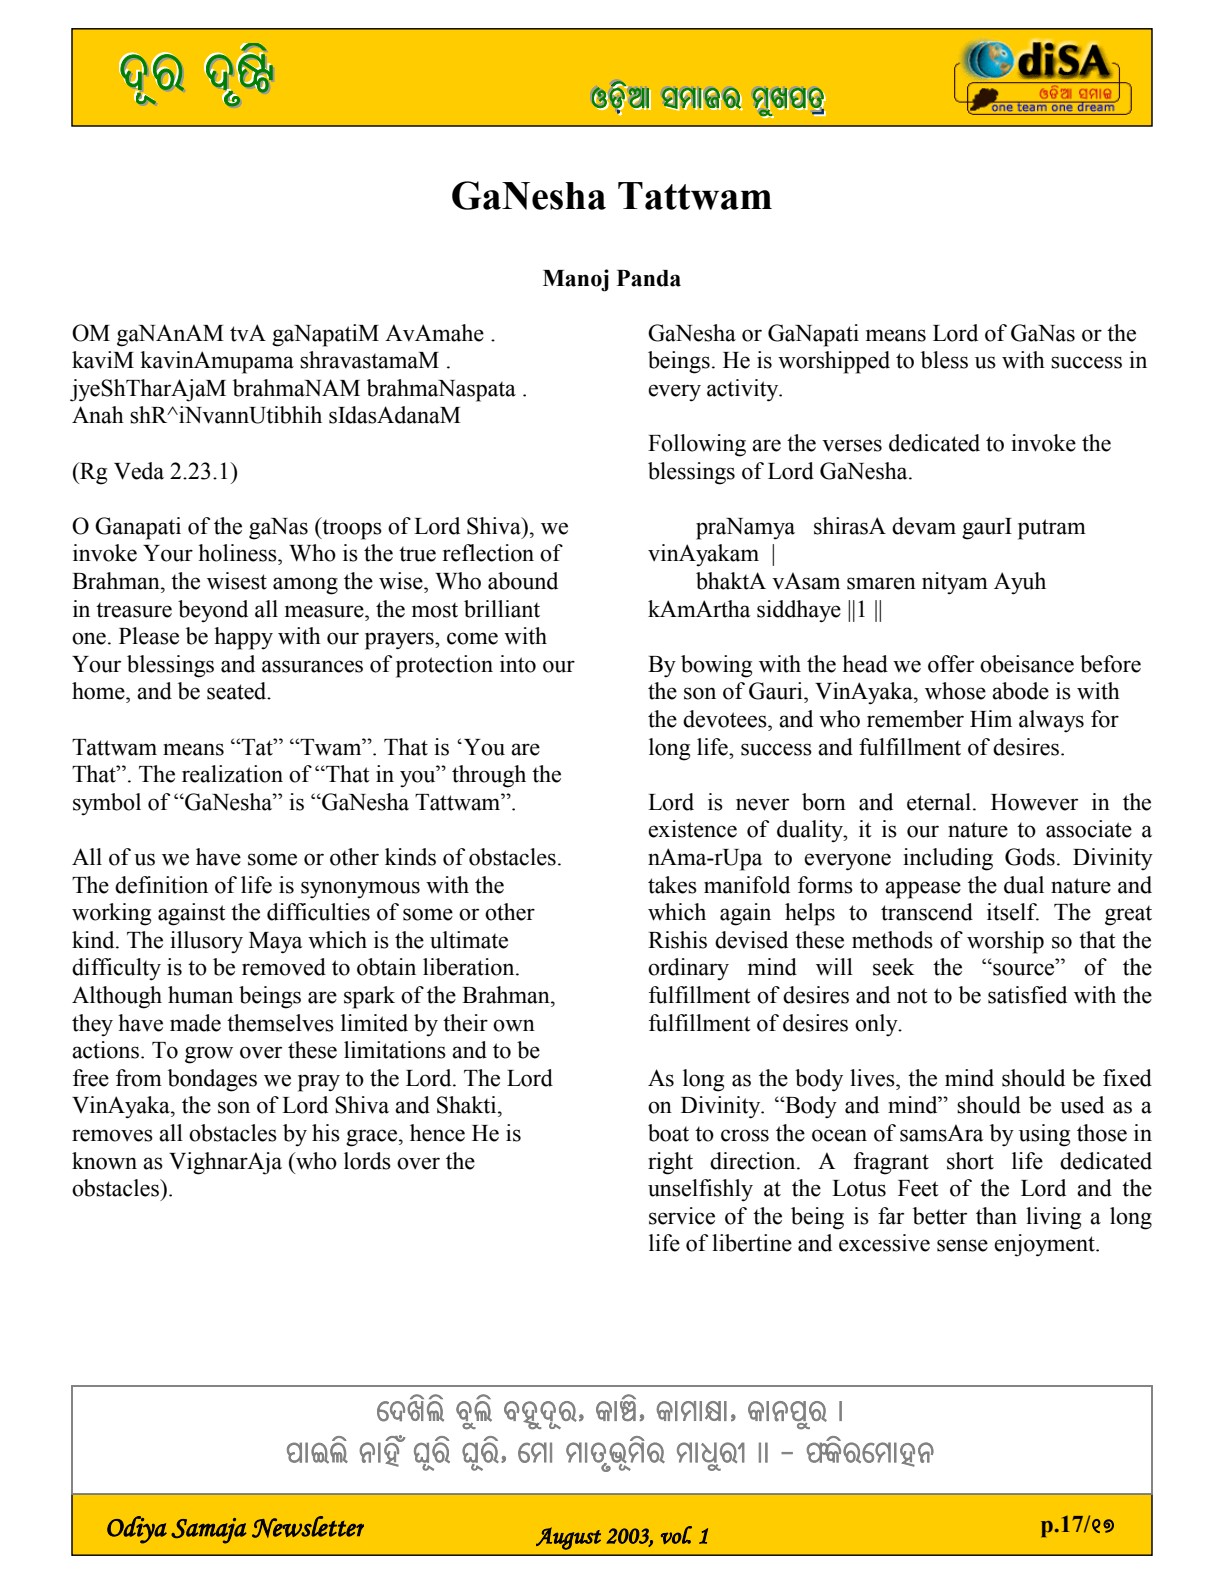 ଦୂର ଦୃଷ୍ଟି
ଓଡ଼ିଆ ସମାଜର ମୁଖପତ୍ର
diSA
ଓଡ଼ିଆ ସମାଜ
one team one dream
GaNesha Tattwam
Manoj Panda
OM gaNAnAM tvA gaNapatiM AvAmahe .
kaviM kavinAmupama shravastamaM .
jyeShTharAjaM brahmaNAM brahmaNaspata .
Anah shR^iNvannUtibhih sIdasAdanaM
(Rg Veda 2.23.1)
O Ganapati of the gaNas (troops of Lord Shiva), we
invoke Your holiness, Who is the true reflection of
Brahman, the wisest among the wise, Who abound
in treasure beyond all measure, the most brilliant
one. Please be happy with our prayers, come with
Your blessings and assurances of protection into our
home, and be seated.
Tattwam means “Tat” “Twam”. That is ‘You are
That”. The realization of “That in you” through the
symbol of “GaNesha” is “GaNesha Tattwam”.
All of us we have some or other kinds of obstacles.
The definition of life is synonymous with the
working against the difficulties of some or other
kind. The illusory Maya which is the ultimate
difficulty is to be removed to obtain liberation.
Although human beings are spark of the Brahman,
they have made themselves limited by their own
actions. To grow over these limitations and to be
free from bondages we pray to the Lord. The Lord
VinAyaka, the son of Lord Shiva and Shakti,
removes all obstacles by his grace, hence He is
known as VighnarAja (who lords over the
obstacles).
GaNesha or GaNapati means Lord of GaNas or the
beings. He is worshipped to bless us with success in
every activity.
Following are the verses dedicated to invoke the
blessings of Lord GaNesha.
praNamya shirasA devam gaurI putram
vinAyakam |
bhaktA vAsam smaren nityam Ayuh
kAmArtha siddhaye ||1 ||
By bowing with the head we offer obeisance before
the son of Gauri, VinAyaka, whose abode is with
the devotees, and who remember Him always for
long life, success and fulfillment of desires.
Lord is never born and eternal. However in the
existence of duality, it is our nature to associate a
nAma-rUpa to everyone including Gods. Divinity
takes manifold forms to appease the dual nature and
which again helps to transcend itself. The great
Rishis devised these methods of worship so that the
ordinary mind will seek the “source” of the
fulfillment of desires and not to be satisfied with the
fulfillment of desires only.
As long as the body lives, the mind should be fixed
on Divinity. “Body and mind” should be used as a
boat to cross the ocean of samsAra by using those in
right direction. A fragrant short life dedicated
unselfishly at the Lotus Feet of the Lord and the
service of the being is far better than living a long
life of libertine and excessive sense enjoyment.
ଦେଖିଲି ବୁଲି ବହୁଦୂର, କାଞ୍ଚି, କାମାକ୍ଷା, କାନପୁର ।
ପାଇଲି ନାହିଁ ଘୂରି ଘୂରି, ମୋ ମାତୃଭୂମିର ମାଧୁରୀ ॥ – ଫକିରମୋହନ
Odiya Samaja Newsletter
August 2003, vol. 1
p.17/୧୭